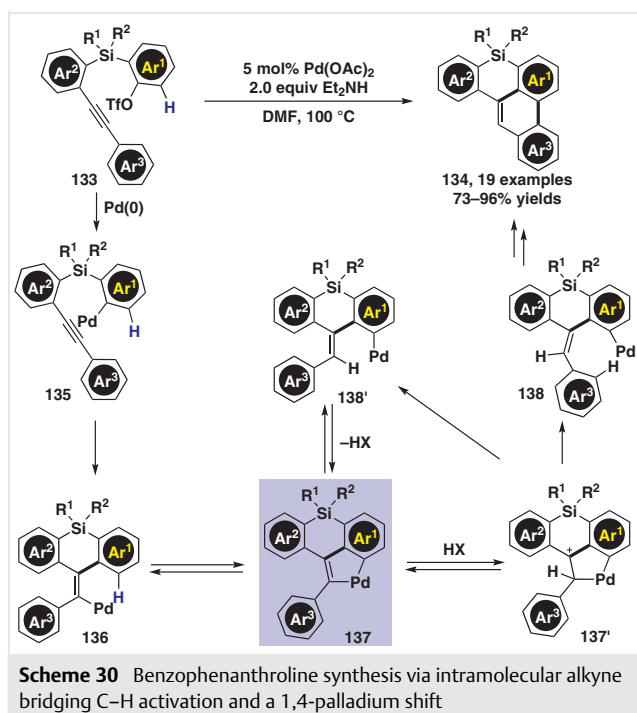 R¹ R²
Si
Ar² Ar¹
TfO H
Ar³
133
5 mol% Pd(OAc)₂
2.0 equiv Et₂NH
DMF, 100 °C
R¹ R²
Si
Ar² Ar¹
Ar³
134, 19 examples
73–96% yields
Pd(0)
R¹ R²
Si
Ar² Ar¹
Pd H
Ar³
135
R¹ R²
Si
Ar² Ar¹
Pd
H
Ar³
138'
R¹ R²
Si
Ar² Ar¹
Pd
H H
Ar³
138
–HX
R¹ R²
Si
Ar² Ar¹
H
Pd
Ar³
136
R¹ R²
Si
Ar² Ar¹
Pd
Ar³
137
HX
R¹ R²
Si
Ar² Ar¹
+
H Pd
Ar³
137'
Scheme 30 Benzophenanthroline synthesis via intramolecular alkyne
bridging C–H activation and a 1,4-palladium shift